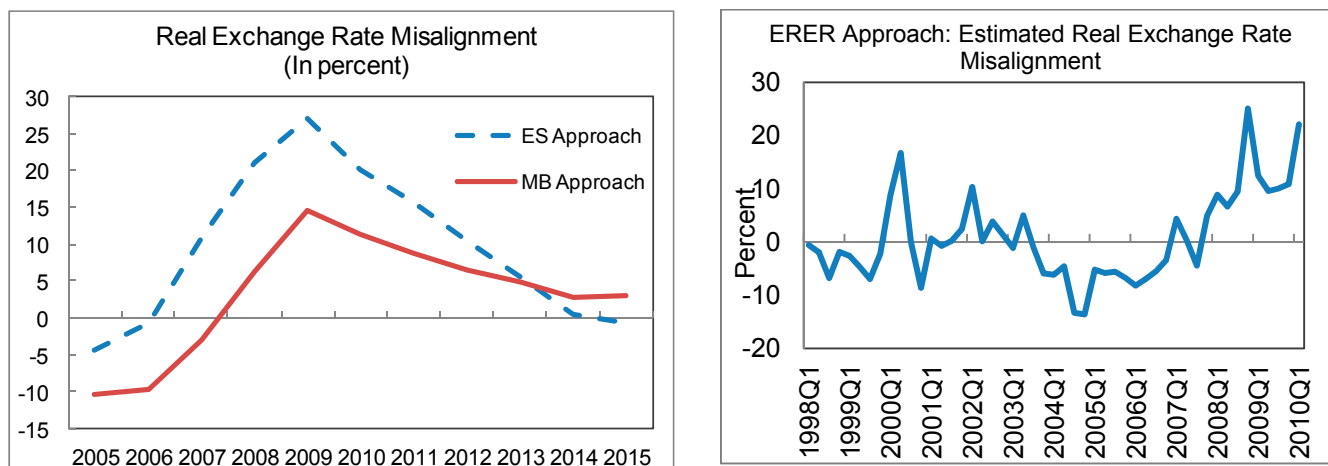 Real Exchange Rate Misalignment
(In percent)
30
25
20
15
10
5
0
-5
-10
-15
ES Approach
MB Approach
2005 2006 2007 2008 2009 2010 2011 2012 2013 2014 2015
ERER Approach: Estimated Real Exchange Rate
Misalignment
Percent
30
20
10
0
-10
-20
1998Q1
1999Q1
2000Q1
2001Q1
2002Q1
2003Q1
2004Q1
2005Q1
2006Q1
2007Q1
2008Q1
2009Q1
2010Q1